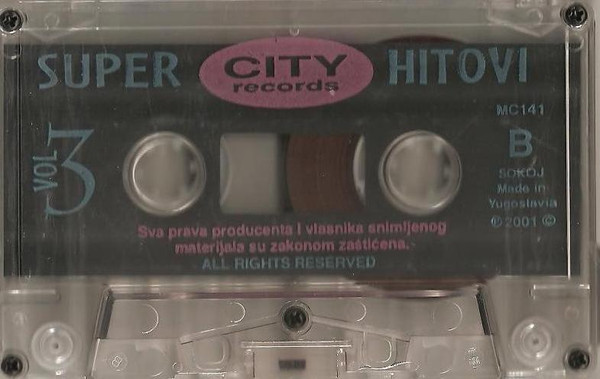 SUPER CITY records HITOVI
MC141
VOL 3
B
SOKOJ
Made in
Yugoslavia
℗2001 ©
Sva prava producenta i vlasnika snimljenog
materijala su zakonom zaštićena.
ALL RIGHTS RESERVED